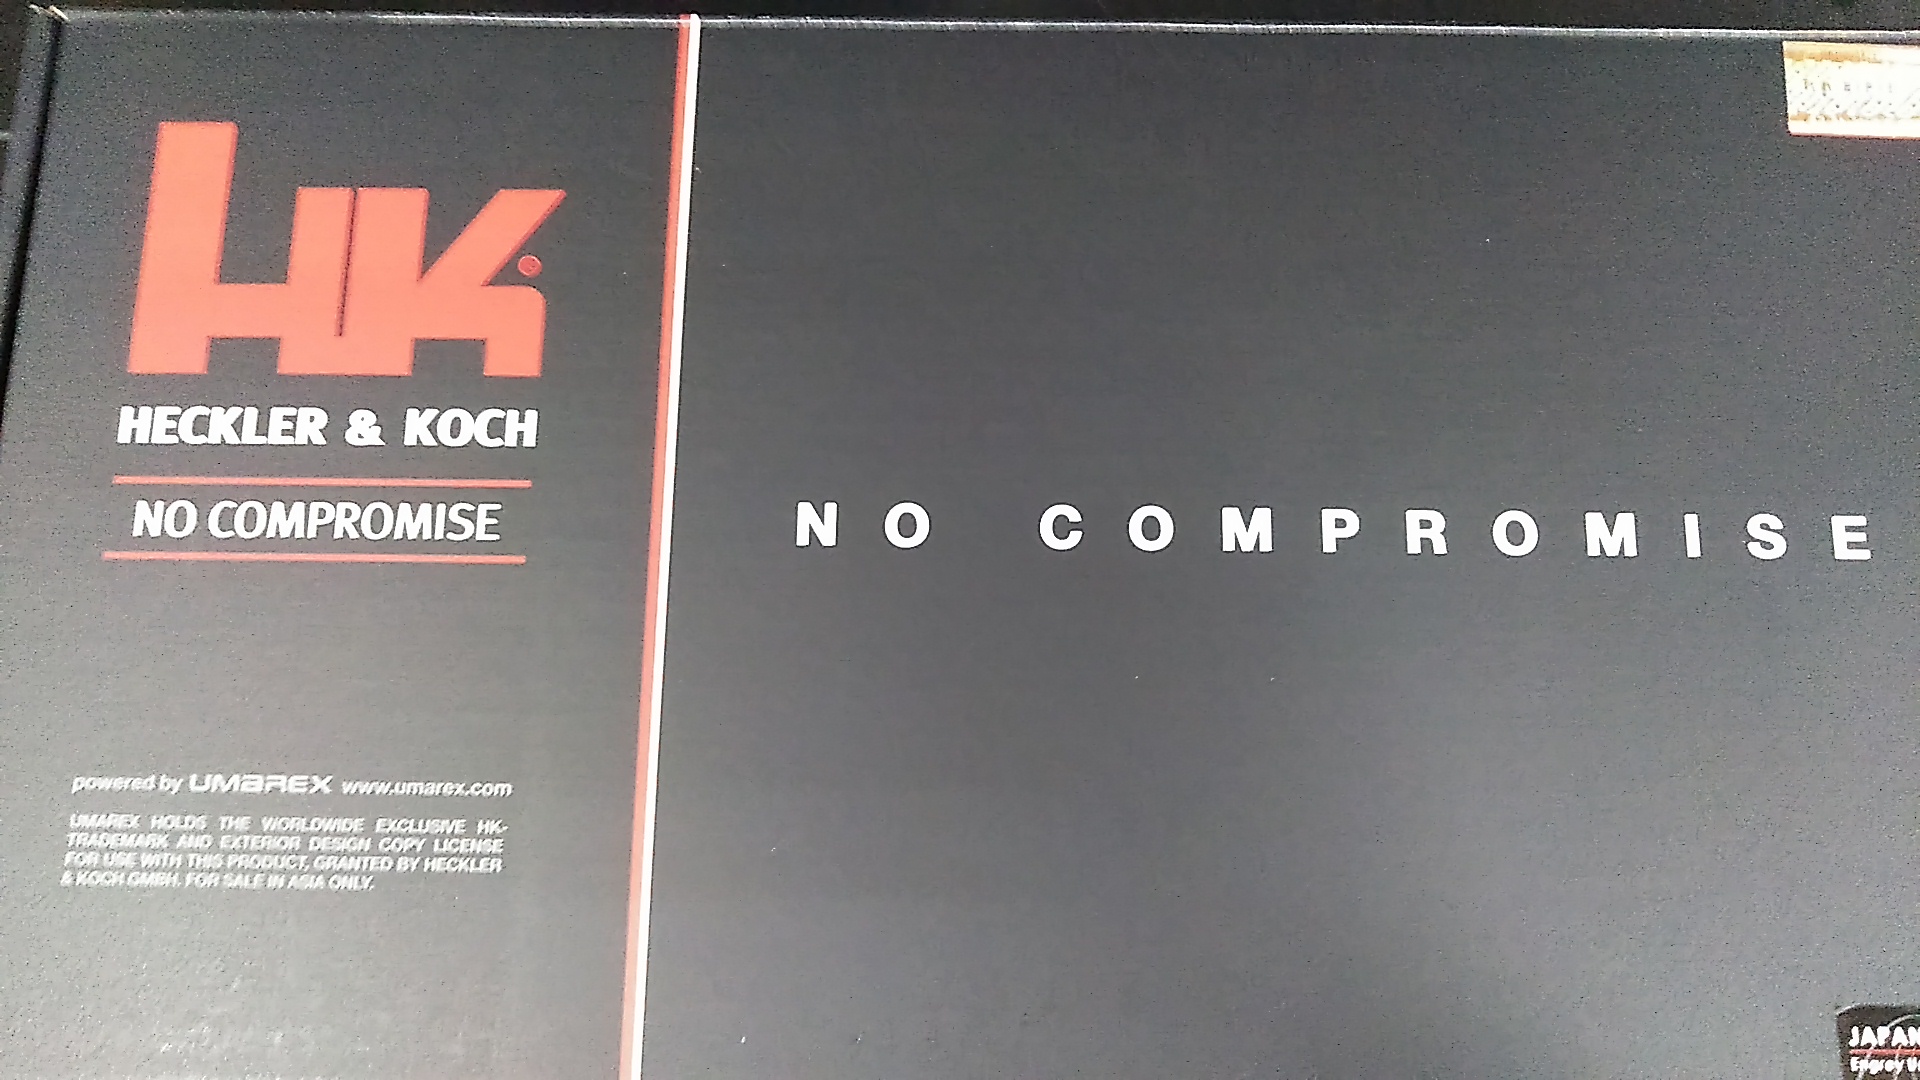 HK
HECKLER & KOCH
NO COMPROMISE
NO COMPROMISE
powered by UMAREX www.umarex.com
UMAREX HOLDS THE WORLDWIDE EXCLUSIVE HK-
TRADEMARK AND EXTERIOR DESIGN COPY LICENSE
FOR USE WITH THIS PRODUCT, GRANTED BY HECKLER
& KOCH GMBH. FOR SALE IN ASIA ONLY.
JAPAN